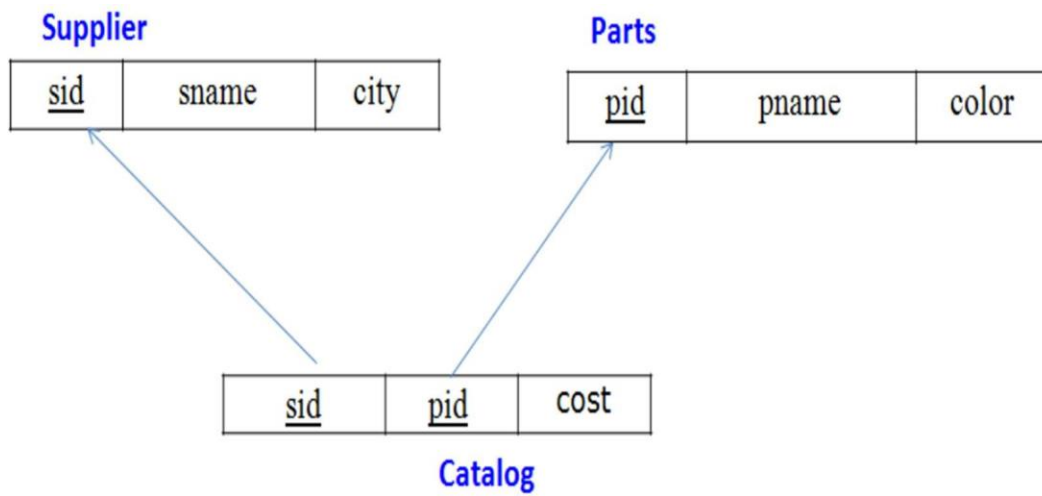 Supplier
Parts
sid sname city
pid pname color
sid pid cost
Catalog